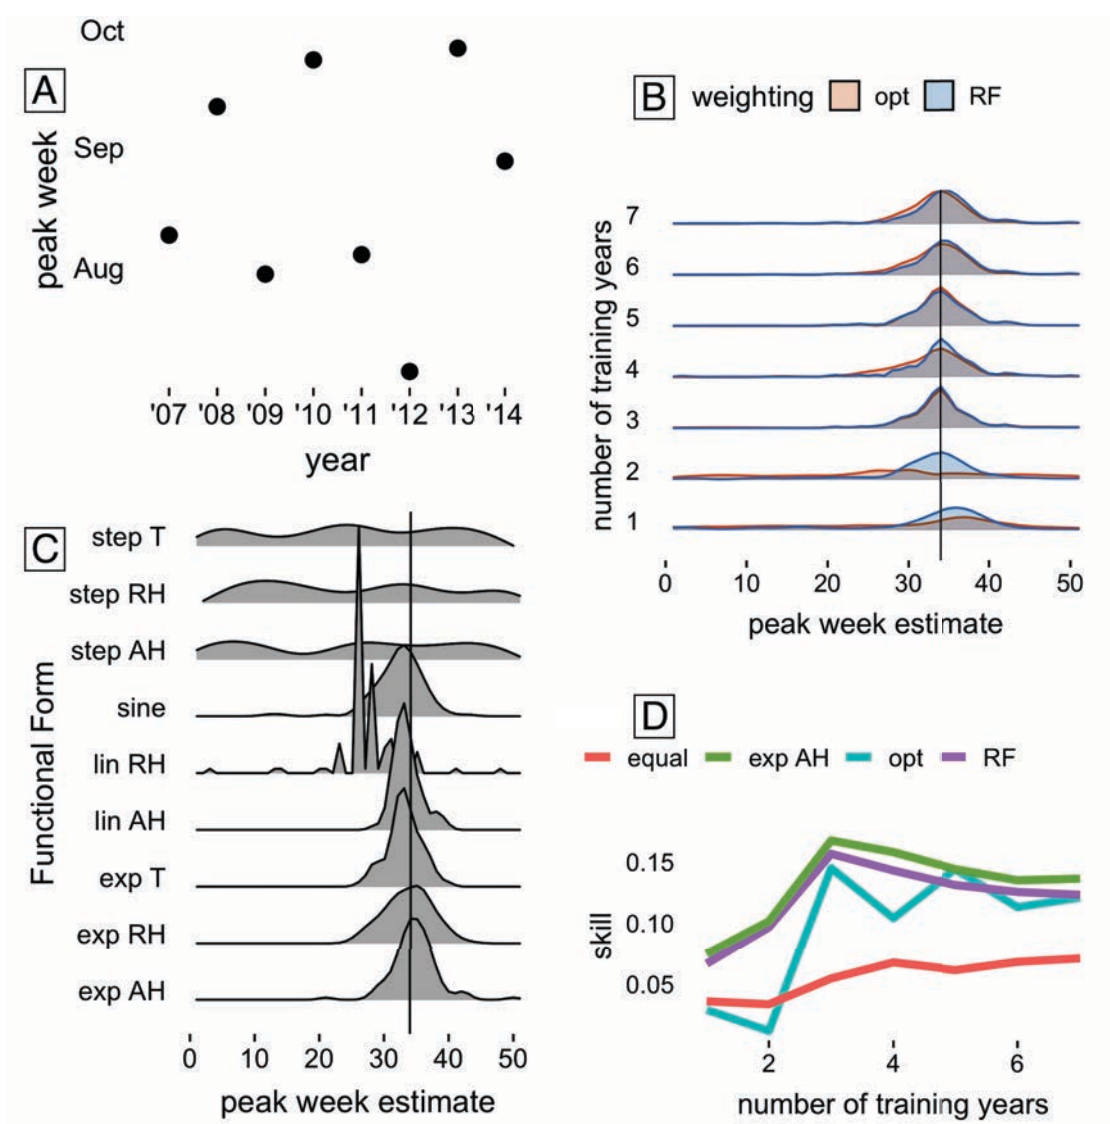 A
peak week
Oct
Sep
Aug
'07 '08 '09 '10 '11 '12 '13 '14
year
B weighting opt RF
number of training years
7
6
5
4
3
2
1
0 10 20 30 40 50
peak week estimate
C
Functional Form
step T
step RH
step AH
sine
lin RH
lin AH
exp T
exp RH
exp AH
0 10 20 30 40 50
peak week estimate
D
equal exp AH opt RF
skill
0.15
0.10
0.05
2 4 6
number of training years